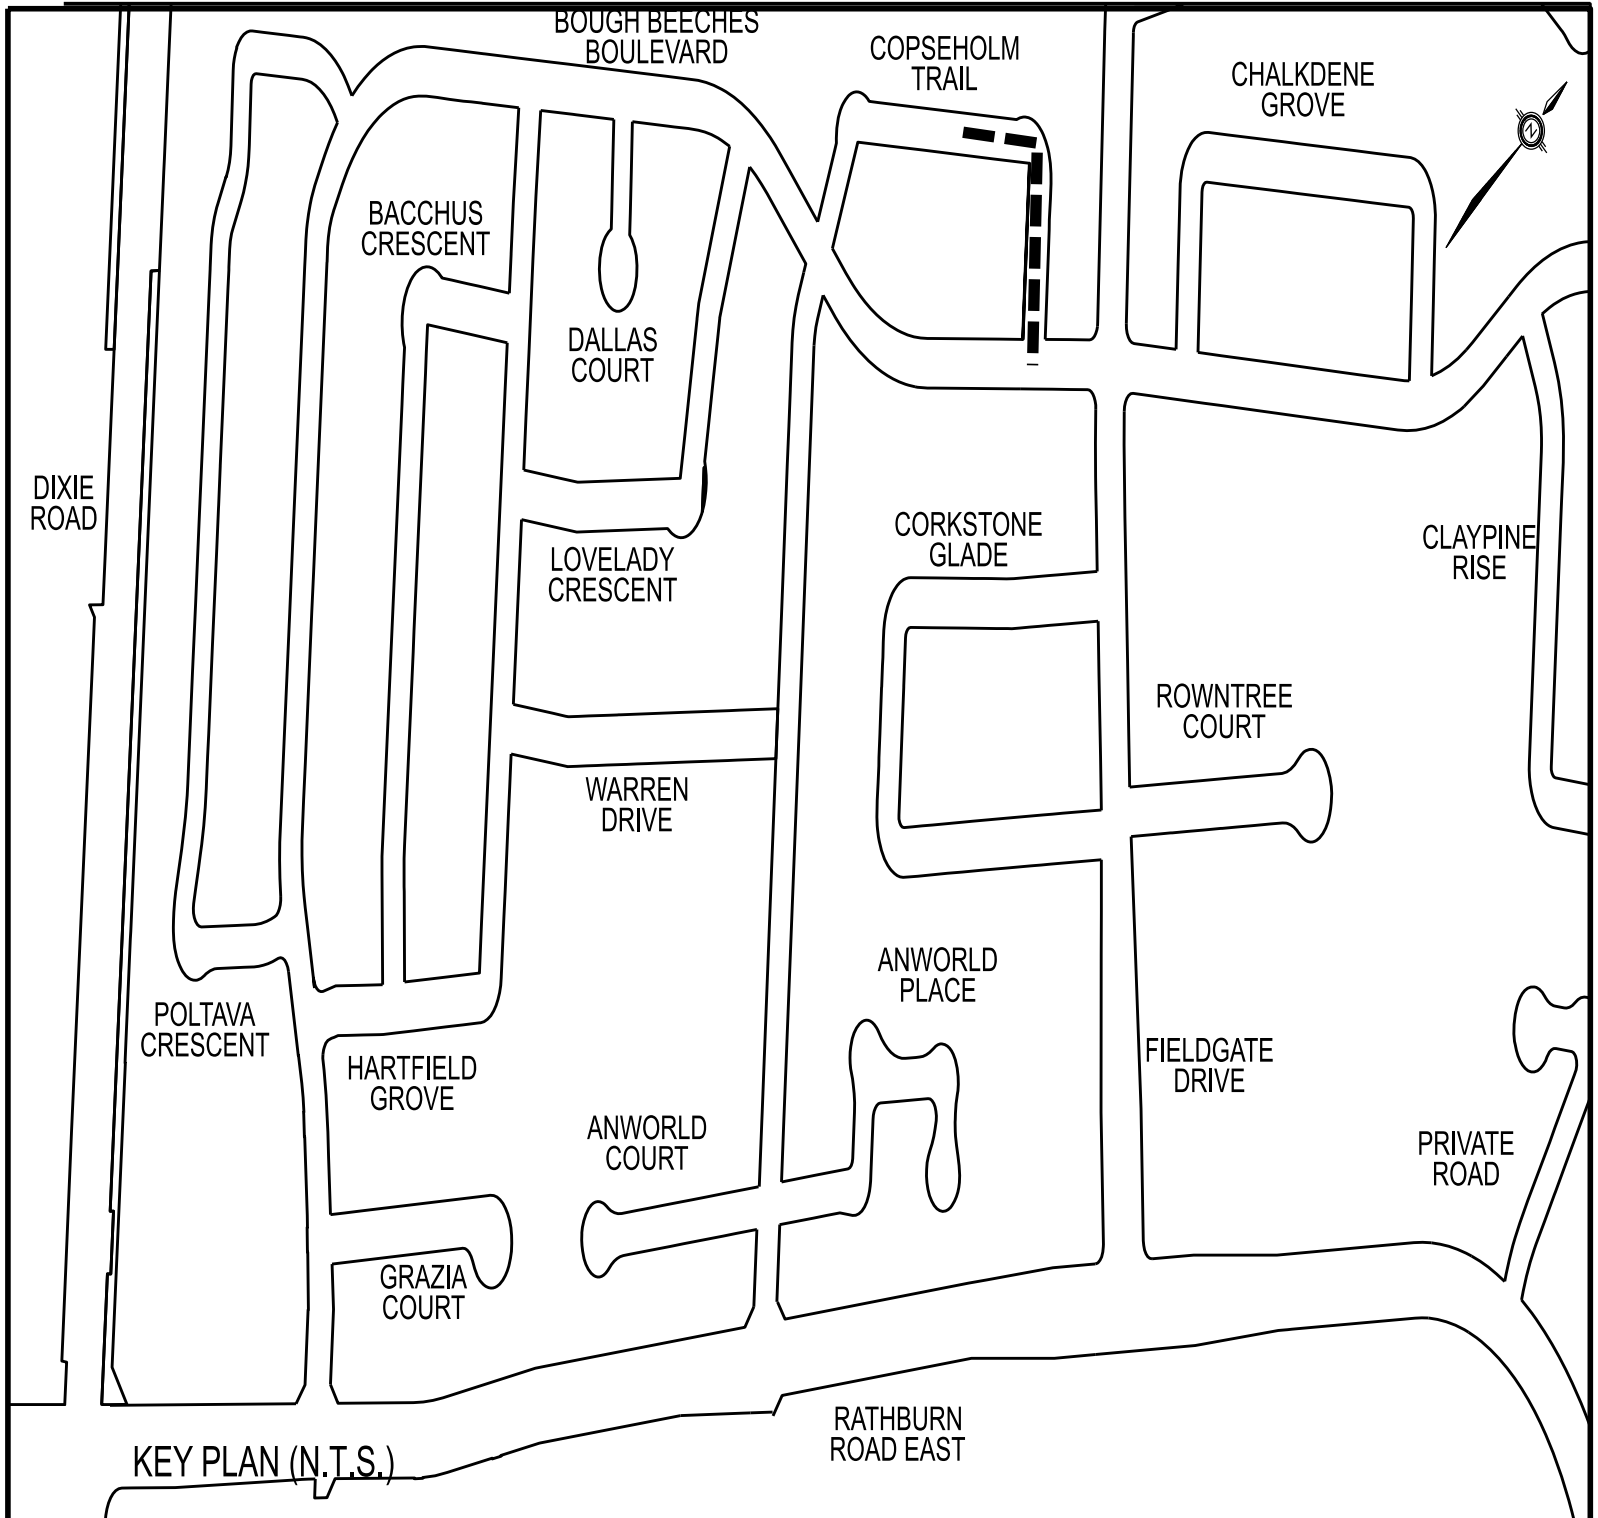 BOUGH BEECHES
BOULEVARD
COPSEHOLM
TRAIL
CHALKDENE
GROVE
N
BACCHUS
CRESCENT
DALLAS
COURT
DIXIE
ROAD
LOVELADY
CRESCENT
CORKSTONE
GLADE
CLAYPINE
RISE
ROWNTREE
COURT
WARREN
DRIVE
ANWORLD
PLACE
POLTAVA
CRESCENT
HARTFIELD
GROVE
FIELDGATE
DRIVE
ANWORLD
COURT
PRIVATE
ROAD
GRAZIA
COURT
RATHBURN
ROAD EAST
KEY PLAN (N.T.S.)